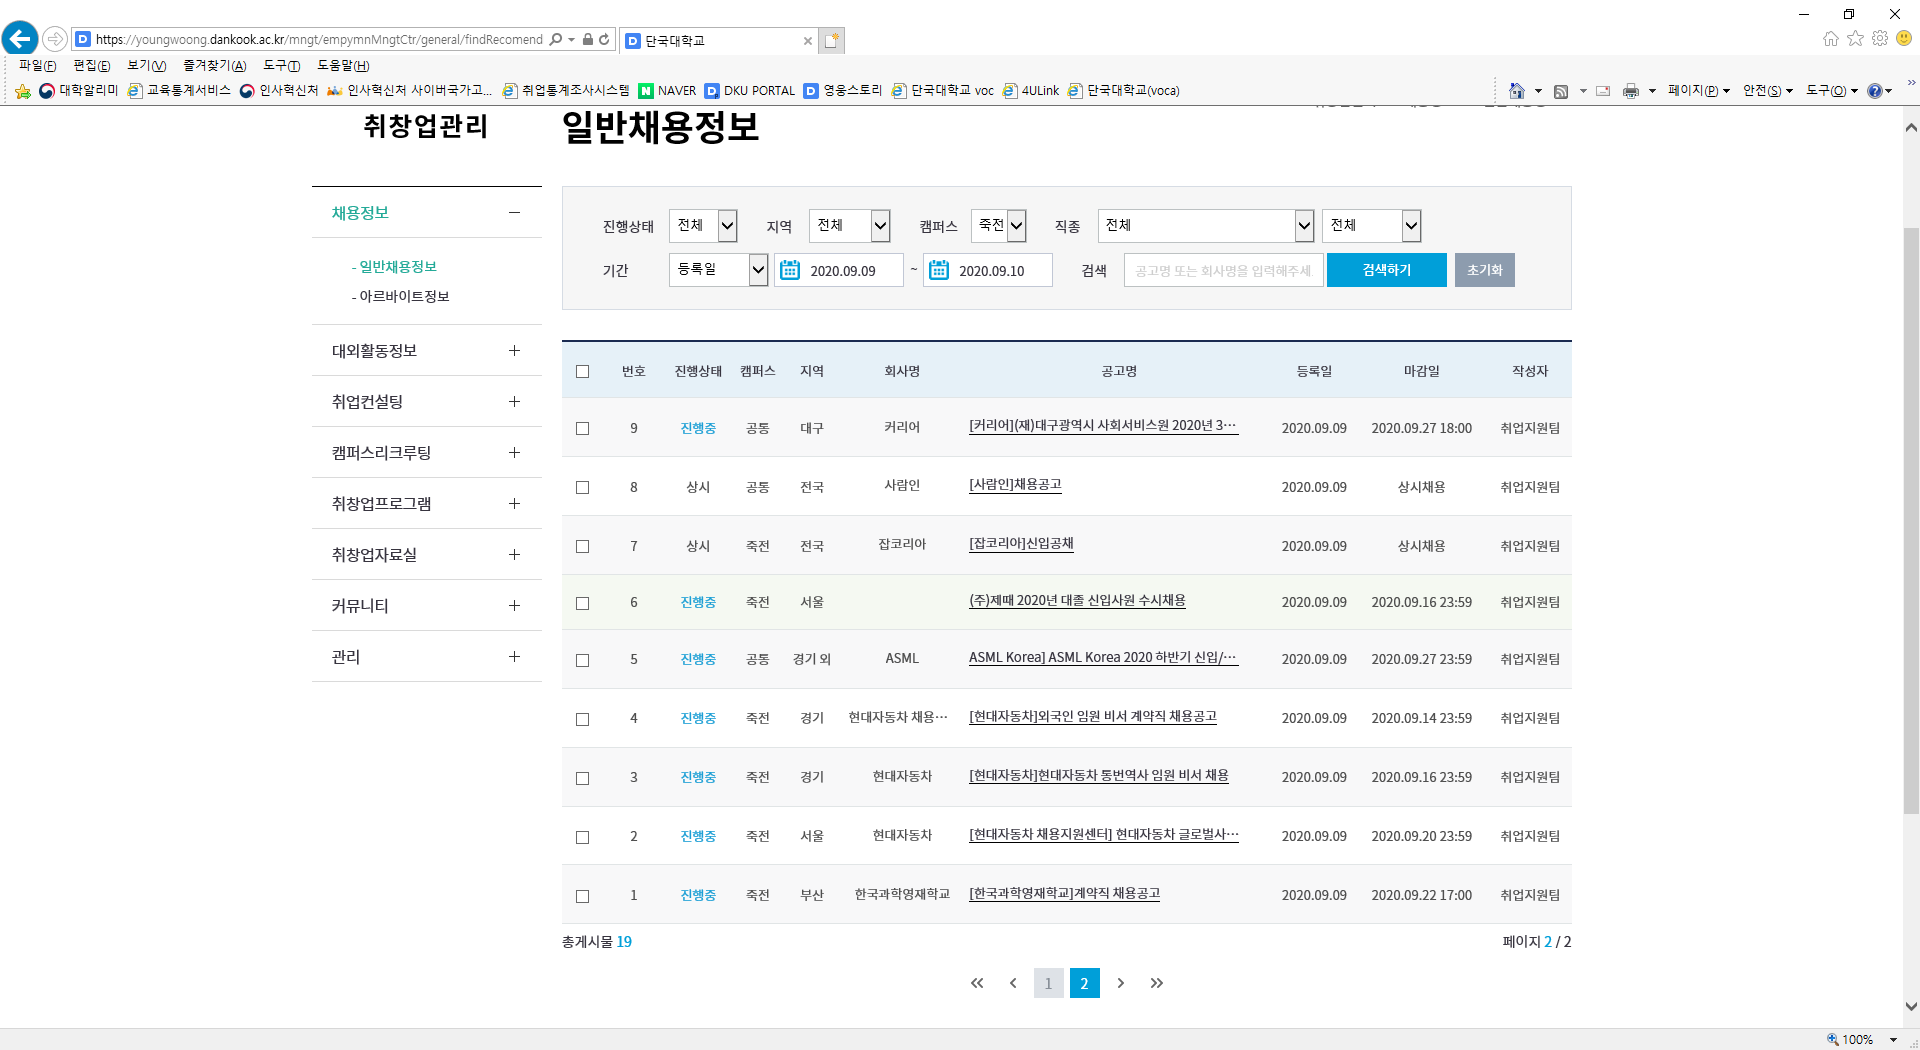 https://youngwoong.dankook.ac.kr/mngt/empymnMngtCtr/general/findRecomend
단국대학교
파일(F) 편집(E) 보기(V) 즐겨찾기(A) 도구(T) 도움말(H)
대학알리미 교육통계서비스 인사혁신처 인사혁신처 사이버국가고... 취업통계조사시스템 NAVER DKU PORTAL 영웅스토리 단국대학교 voc 4ULink 단국대학교(voca) 페이지(P) 안전(S) 도구(O)
취창업관리
일반채용정보
채용정보
- 일반채용정보
- 아르바이트정보
대외활동정보
취업컨설팅
캠퍼스리크루팅
취창업프로그램
취창업자료실
커뮤니티
관리
진행상태 전체 지역 전체 캠퍼스 죽전 직종 전체 전체
기간 등록일 2020.09.09 ~ 2020.09.10 검색 공고명 또는 회사명을 입력해주세. 검색하기 초기화
번호 진행상태 캠퍼스 지역 회사명 공고명 등록일 마감일 작성자
9 진행중 공통 대구 커리어 [커리어](재)대구광역시 사회서비스원 2020년 3… 2020.09.09 2020.09.27 18:00 취업지원팀
8 상시 공통 전국 사람인 [사람인]채용공고 2020.09.09 상시채용 취업지원팀
7 상시 죽전 전국 잡코리아 [잡코리아]신입공채 2020.09.09 상시채용 취업지원팀
6 진행중 죽전 서울 (주)제때 2020년 대졸 신입사원 수시채용 2020.09.09 2020.09.16 23:59 취업지원팀
5 진행중 공통 경기 외 ASML ASML Korea] ASML Korea 2020 하반기 신입/… 2020.09.09 2020.09.27 23:59 취업지원팀
4 진행중 죽전 경기 현대자동차 채용… [현대자동차]외국인 임원 비서 계약직 채용공고 2020.09.09 2020.09.14 23:59 취업지원팀
3 진행중 죽전 경기 현대자동차 [현대자동차]현대자동차 통번역사 임원 비서 채용 2020.09.09 2020.09.16 23:59 취업지원팀
2 진행중 죽전 서울 현대자동차 [현대자동차 채용지원센터] 현대자동차 글로벌사… 2020.09.09 2020.09.20 23:59 취업지원팀
1 진행중 죽전 부산 한국과학영재학교 [한국과학영재학교]계약직 채용공고 2020.09.09 2020.09.22 17:00 취업지원팀
총게시물 19
페이지 2 / 2
1 2
100%